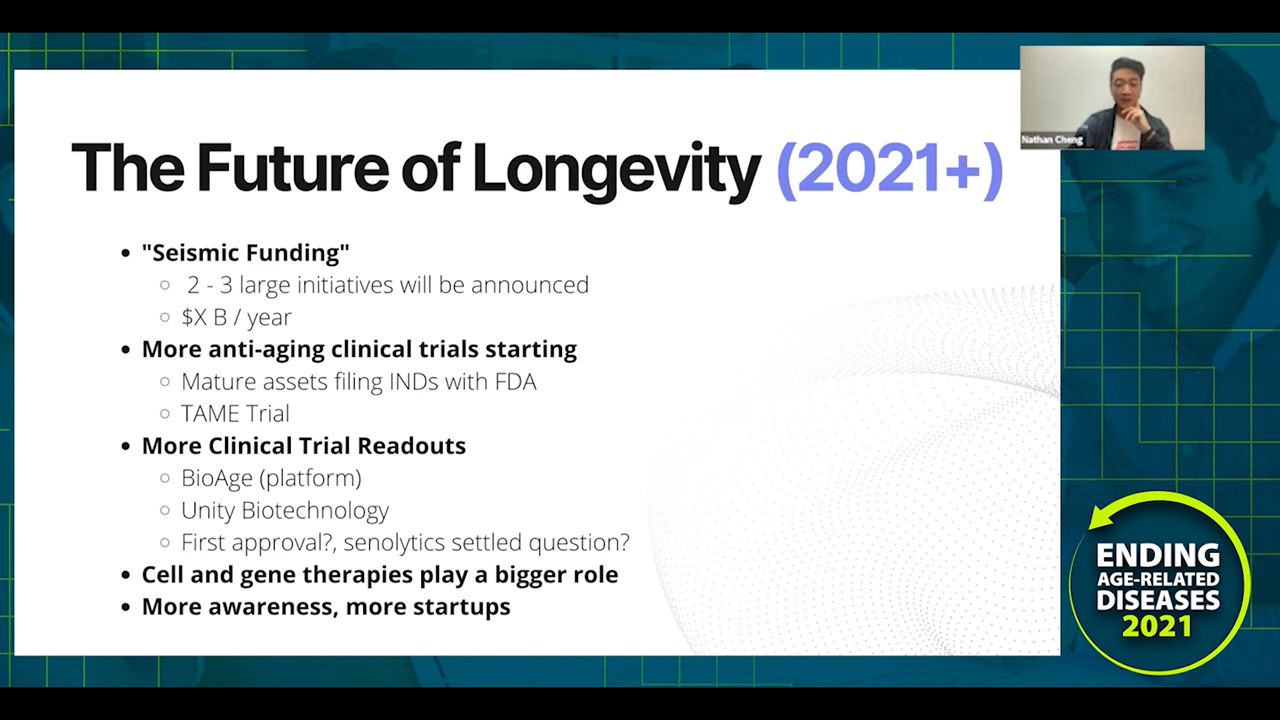 The Future of Longevity (2021+)
Nathan Cheng
• "Seismic Funding"
○ 2 - 3 large initiatives will be announced
○ $X B / year
• More anti-aging clinical trials starting
○ Mature assets filing INDs with FDA
○ TAME Trial
• More Clinical Trial Readouts
○ BioAge (platform)
○ Unity Biotechnology
○ First approval?, senolytics settled question?
• Cell and gene therapies play a bigger role
• More awareness, more startups
ENDING
AGE-RELATED
DISEASES
2021